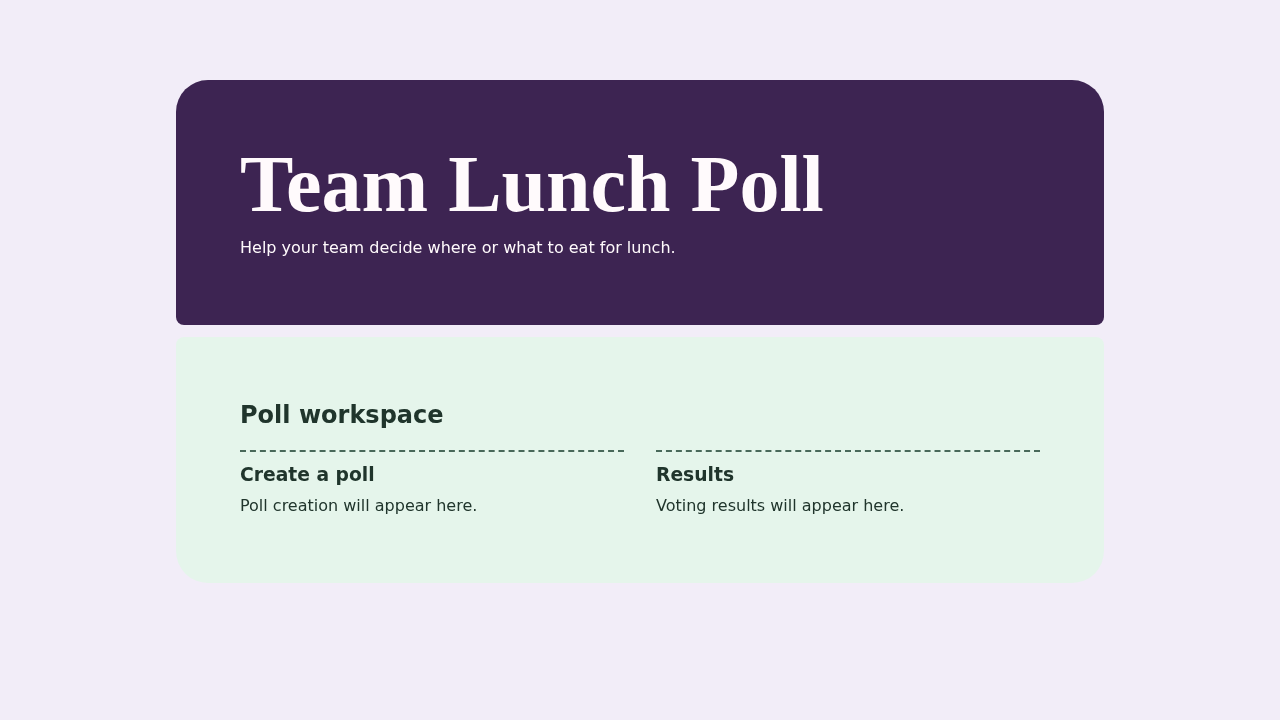 Team Lunch Poll
Help your team decide where or what to eat for lunch.
Poll workspace
Create a poll
Poll creation will appear here.
Results
Voting results will appear here.